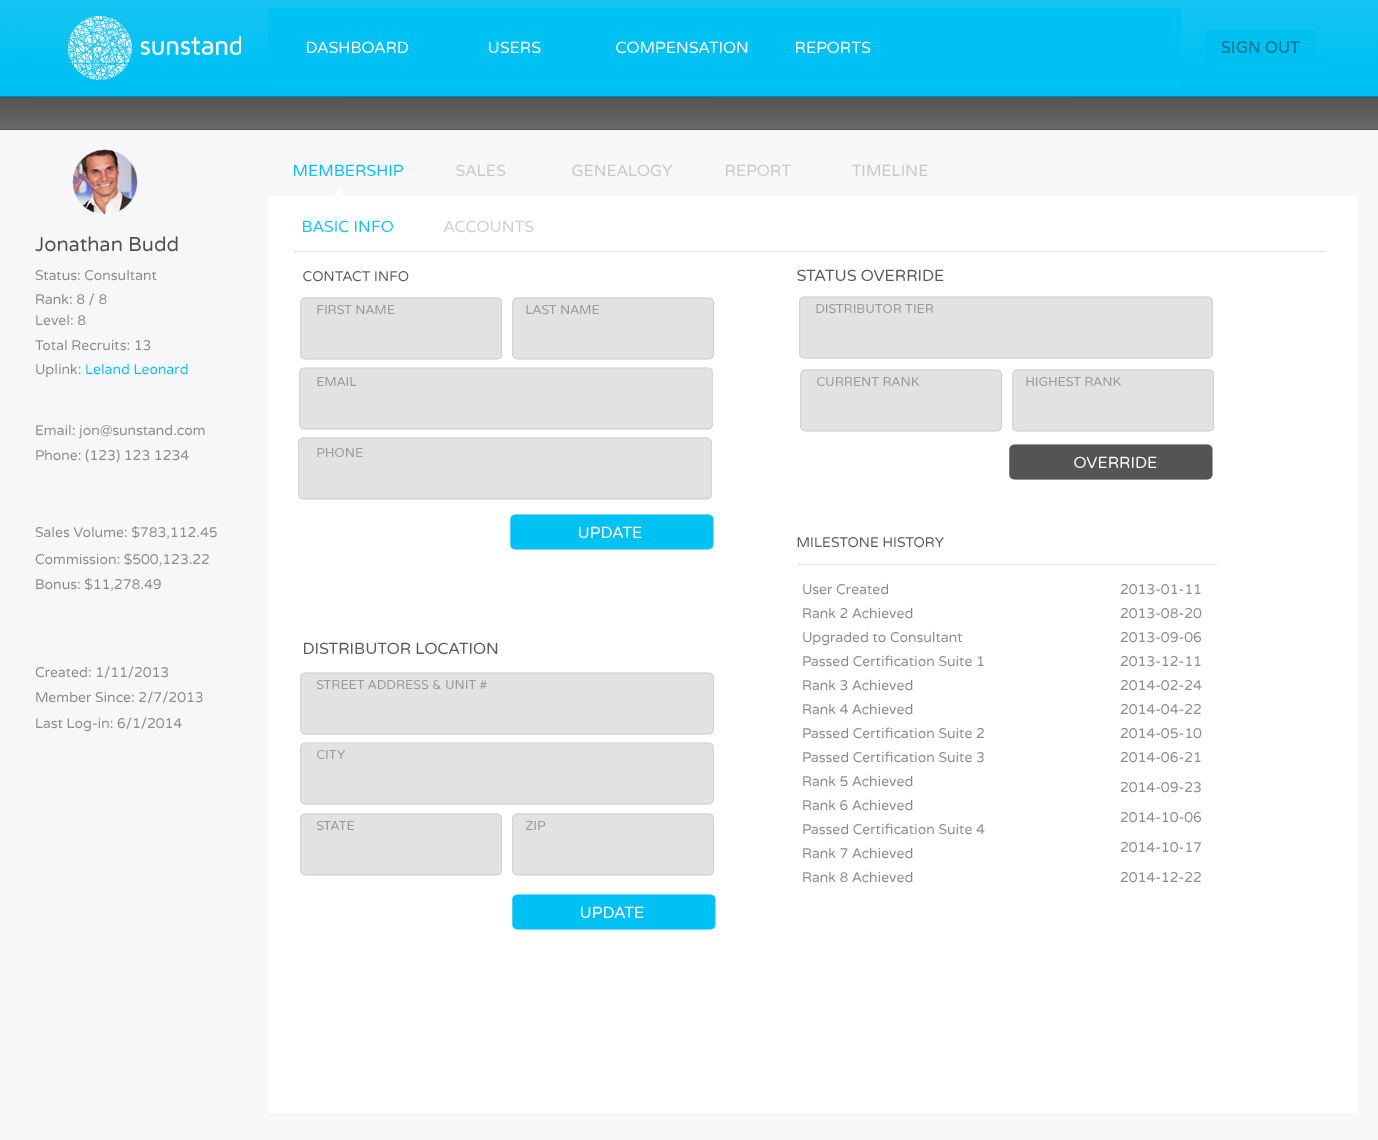 sunstand
DASHBOARD
USERS
COMPENSATION
REPORTS
SIGN OUT
Jonathan Budd
Status: Consultant
Rank: 8 / 8
Level: 8
Total Recruits: 13
Uplink: Leland Leonard
Email: jon@sunstand.com
Phone: (123) 123 1234
Sales Volume: $783,112.45
Commission: $500,123.22
Bonus: $11,278.49
Created: 1/11/2013
Member Since: 2/7/2013
Last Log-in: 6/1/2014
MEMBERSHIP
SALES
GENEALOGY
REPORT
TIMELINE
BASIC INFO
ACCOUNTS
CONTACT INFO
FIRST NAME
LAST NAME
EMAIL
PHONE
UPDATE
DISTRIBUTOR LOCATION
STREET ADDRESS & UNIT #
CITY
STATE
ZIP
UPDATE
STATUS OVERRIDE
DISTRIBUTOR TIER
CURRENT RANK
HIGHEST RANK
OVERRIDE
MILESTONE HISTORY
User Created
Rank 2 Achieved
Upgraded to Consultant
Passed Certification Suite 1
Rank 3 Achieved
Rank 4 Achieved
Passed Certification Suite 2
Passed Certification Suite 3
Rank 5 Achieved
Rank 6 Achieved
Passed Certification Suite 4
Rank 7 Achieved
Rank 8 Achieved
2013-01-11
2013-08-20
2013-09-06
2013-12-11
2014-02-24
2014-04-22
2014-05-10
2014-06-21
2014-09-23
2014-10-06
2014-10-17
2014-12-22